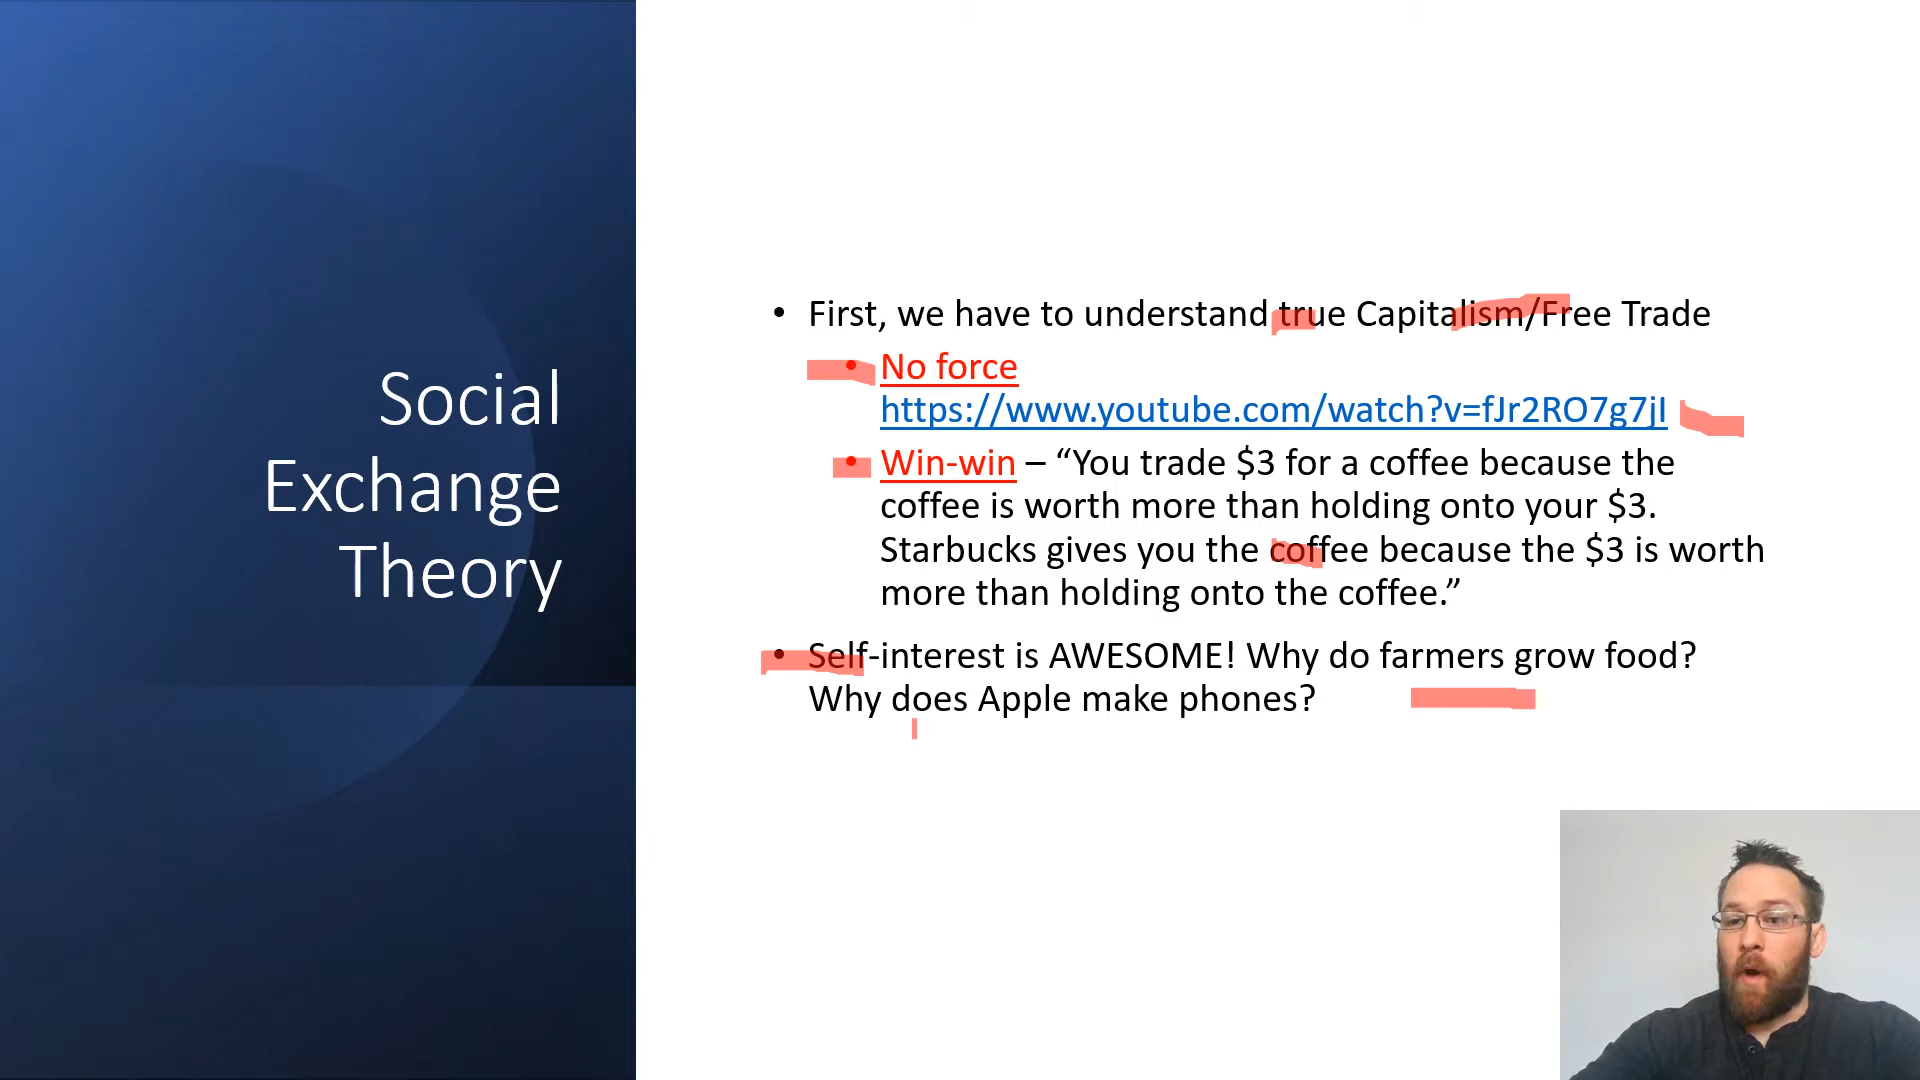 Social
Exchange
Theory
• First, we have to understand true Capitalism/Free Trade
• No force
https://www.youtube.com/watch?v=fJr2RO7g7jI
• Win-win – “You trade $3 for a coffee because the
coffee is worth more than holding onto your $3.
Starbucks gives you the coffee because the $3 is worth
more than holding onto the coffee.”
• Self-interest is AWESOME! Why do farmers grow food?
Why does Apple make phones?